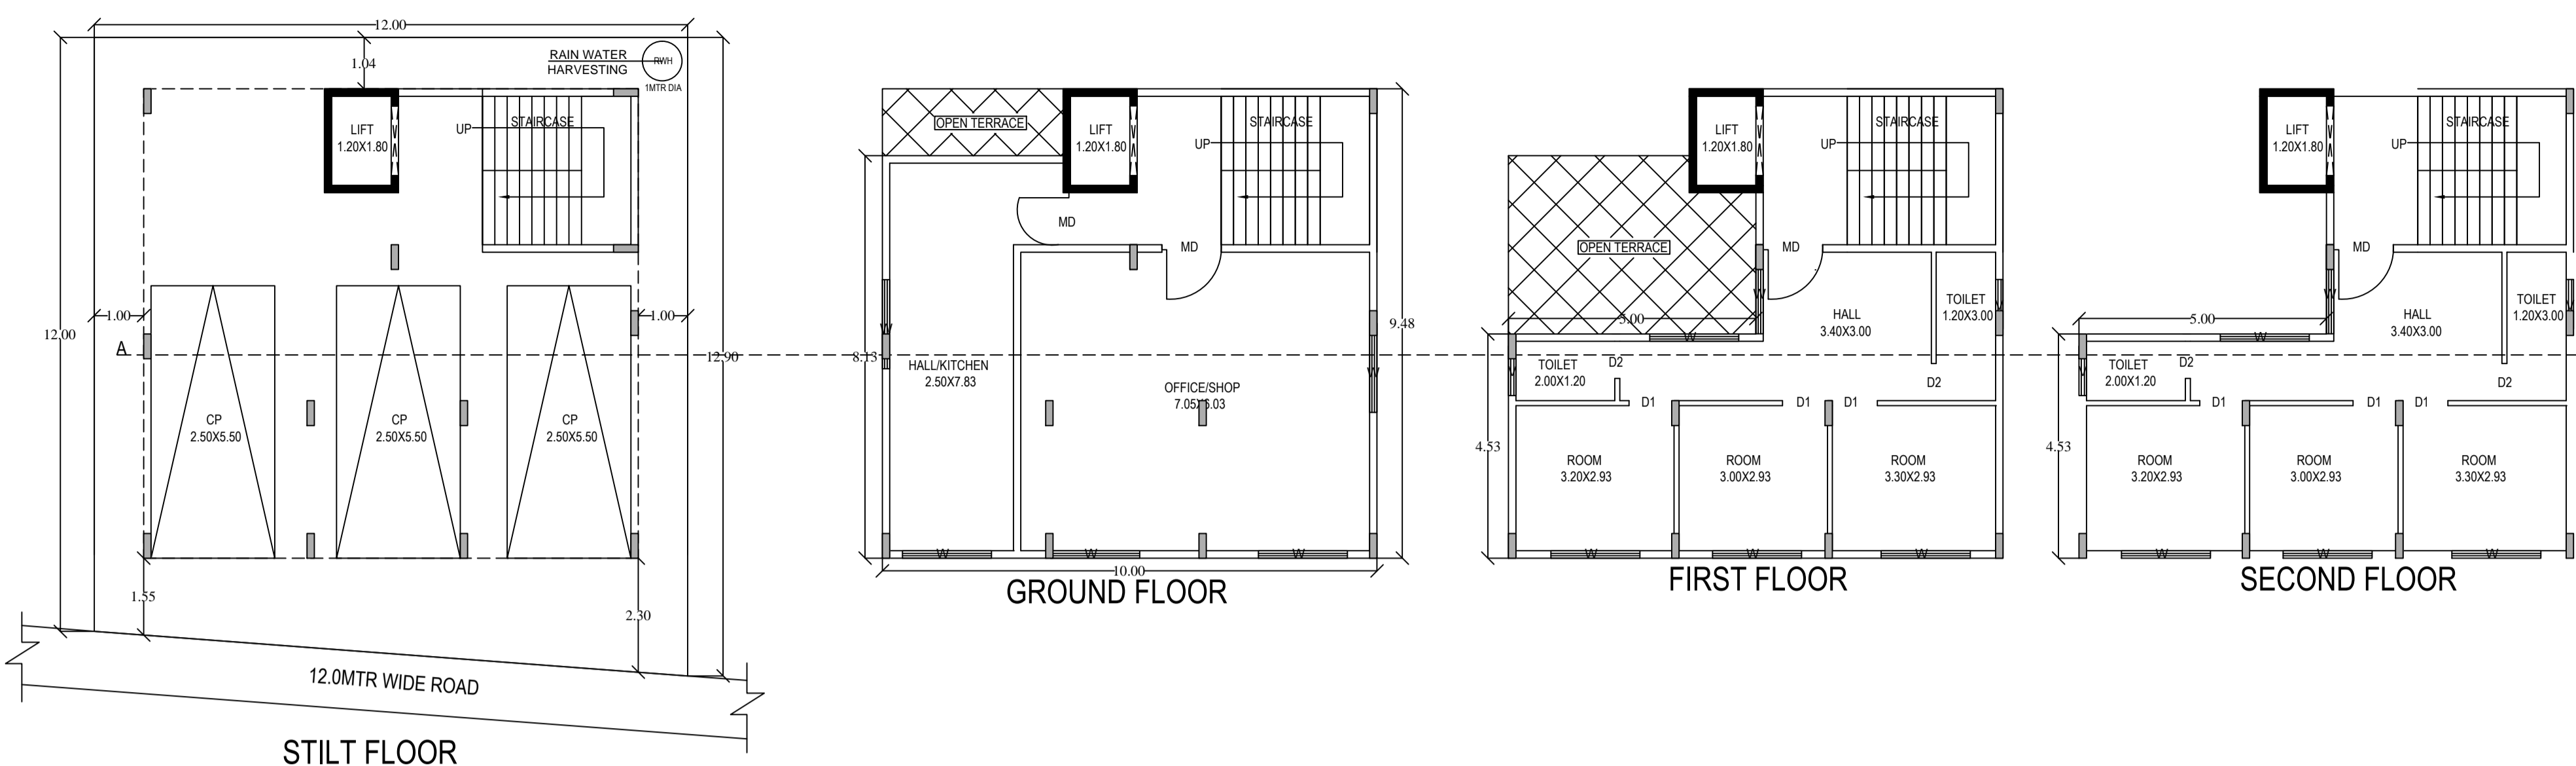 12.00
1.04
RAIN WATER
HARVESTING
RWH
1MTR DIA
LIFT
1.20X1.80
UP
STAIRCASE
1.00
1.00
12.00
12.90
A
CP
2.50X5.50
CP
2.50X5.50
CP
2.50X5.50
1.55
2.30
12.0MTR WIDE ROAD
STILT FLOOR
OPEN TERRACE
LIFT
1.20X1.80
UP
STAIRCASE
MD
MD
W
9.48
8.13
HALL/KITCHEN
2.50X7.83
OFFICE/SHOP
7.05X6.03
W
W
W
W
10.00
GROUND FLOOR
LIFT
1.20X1.80
UP
STAIRCASE
OPEN TERRACE
MD
W
5.00
HALL
3.40X3.00
TOILET
1.20X3.00
W
W
TOILET
2.00X1.20
W
D2
D2
D1
D1
D1
4.53
ROOM
3.20X2.93
ROOM
3.00X2.93
ROOM
3.30X2.93
W
W
W
FIRST FLOOR
LIFT
1.20X1.80
UP
STAIRCASE
MD
W
5.00
HALL
3.40X3.00
TOILET
1.20X3.00
W
W
TOILET
2.00X1.20
W
D2
D2
D1
D1
D1
4.53
ROOM
3.20X2.93
ROOM
3.00X2.93
ROOM
3.30X2.93
W
W
W
SECOND FLOOR